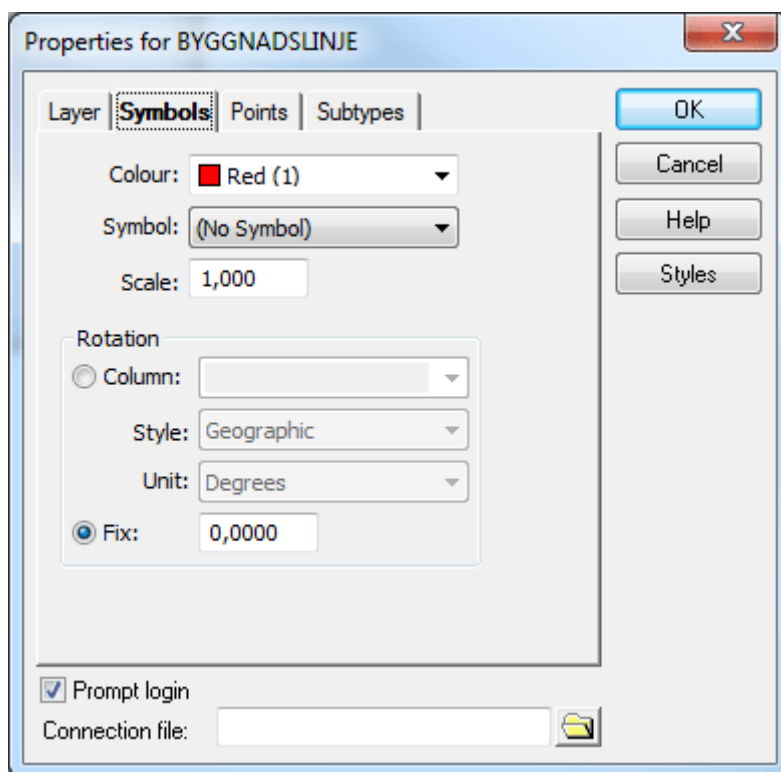 Properties for BYGGNADSLINJE
Layer Symbols Points Subtypes
OK
Cancel
Help
Styles
Colour: Red (1)
Symbol: (No Symbol)
Scale: 1,000
Rotation
Column:
Style: Geographic
Unit: Degrees
Fix: 0,0000
Prompt login
Connection file: